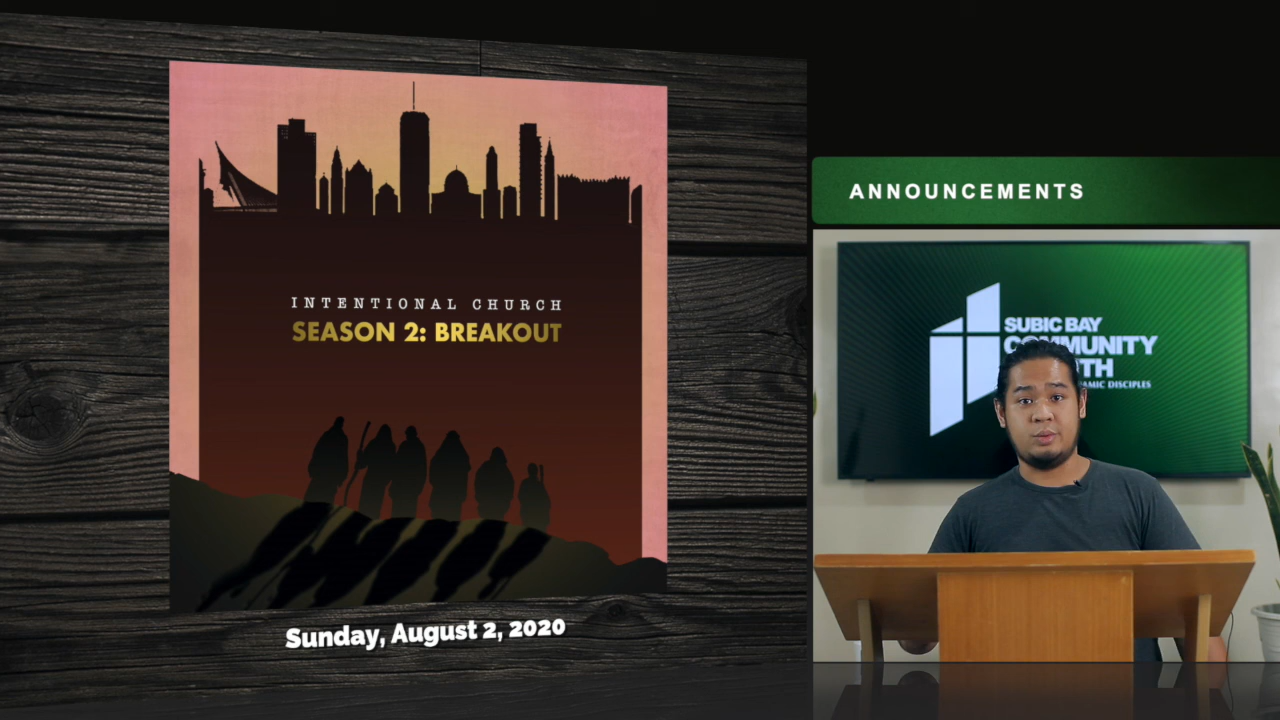 INTENTIONAL CHURCH
SEASON 2: BREAKOUT
Sunday, August 2, 2020
ANNOUNCEMENTS
SUBIC BAY
COMMUNITY